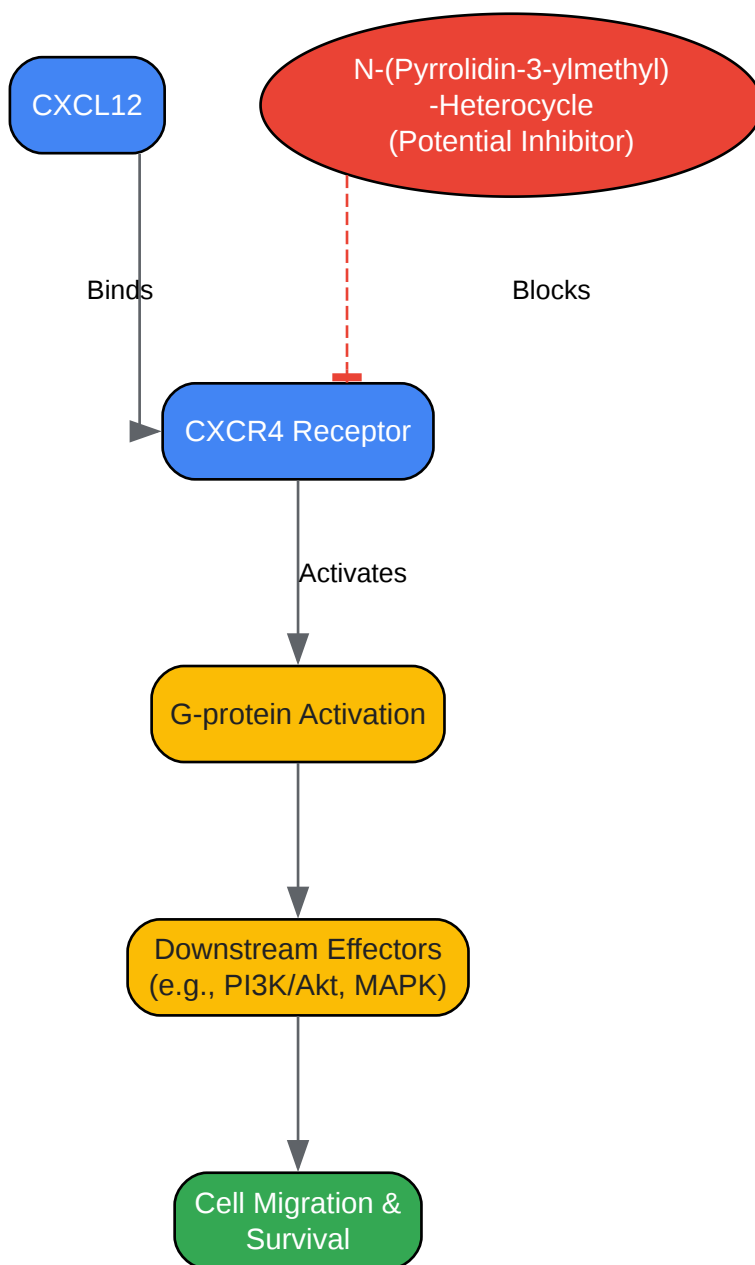 CXCL12
N-(Pyrrolidin-3-ylmethyl)
-Heterocycle
(Potential Inhibitor)
Binds
Blocks
CXCR4 Receptor
Activates
G-protein Activation
Downstream Effectors
(e.g., PI3K/Akt, MAPK)
Cell Migration &
Survival